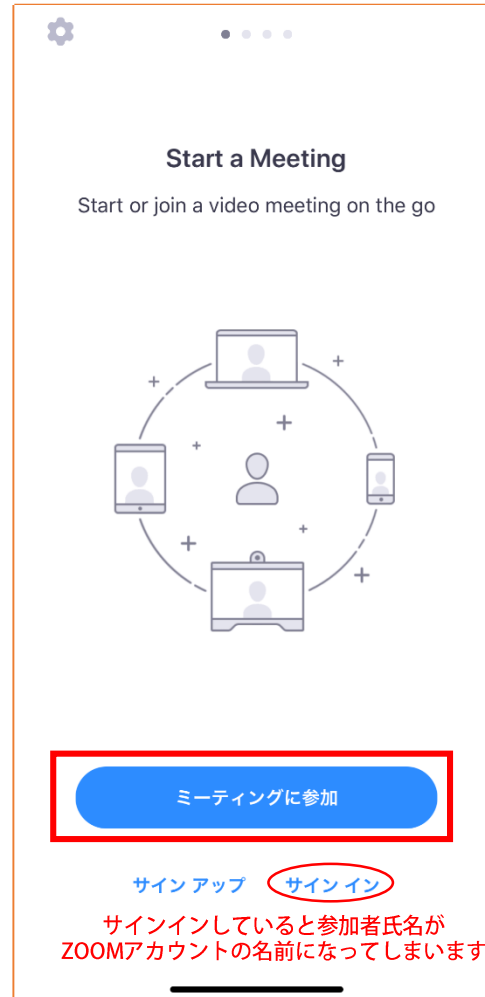 Start a Meeting
Start or join a video meeting on the go
ミーティングに参加
サイン アップ サイン イン
サインインしていると参加者氏名が
ZOOMアカウントの名前になってしまいます